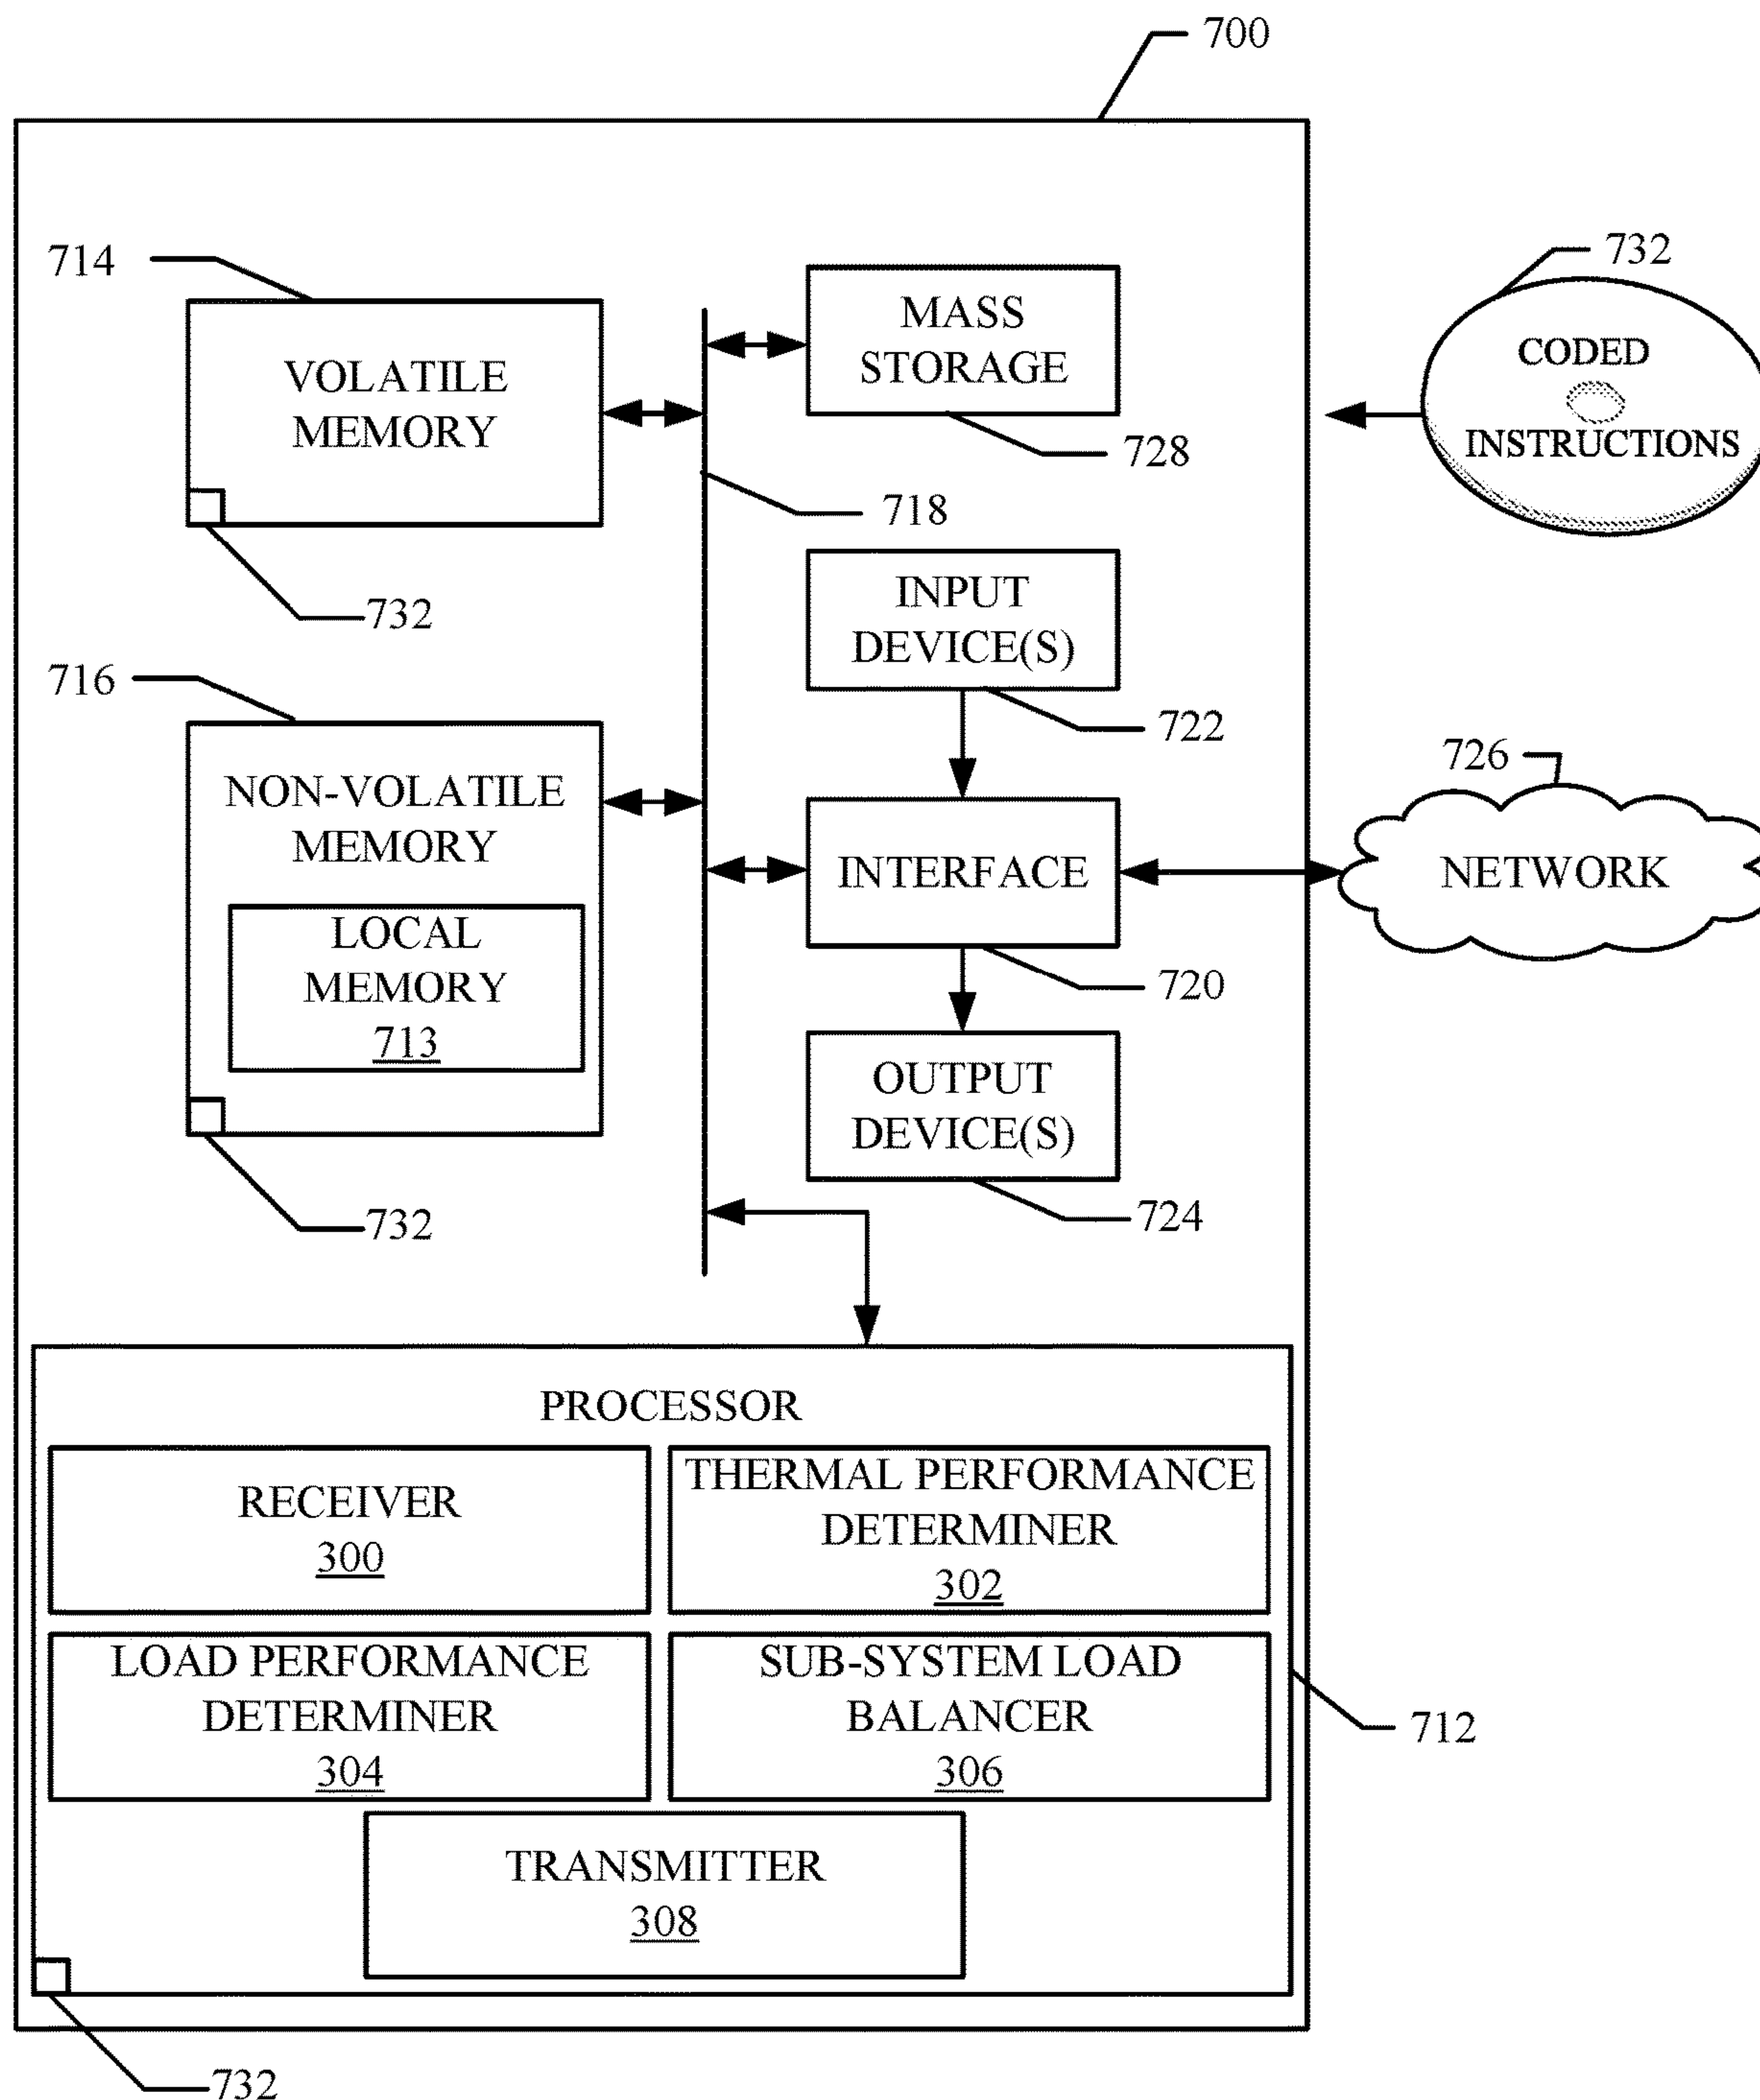 700
714
732
MASS
STORAGE
VOLATILE
MEMORY
CODED
INSTRUCTIONS
728
718
INPUT
DEVICE(S)
732
716
722
726
NON-VOLATILE
MEMORY
INTERFACE
NETWORK
LOCAL
MEMORY
713
720
OUTPUT
DEVICE(S)
732
724
PROCESSOR
RECEIVER
300
THERMAL PERFORMANCE
DETERMINER
302
LOAD PERFORMANCE
DETERMINER
304
SUB-SYSTEM LOAD
BALANCER
306
712
TRANSMITTER
308
732